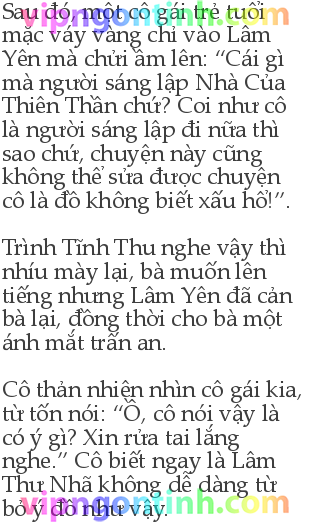 Sau đó, một cô gái trẻ tuổi
mặc váy vàng chỉ vào Lâm
Yên mà chửi ầm lên: “Cái gì
mà người sáng lập Nhà Của
Thiên Thần chứ? Coi như cô
là người sáng lập đi nữa thì
sao chứ, chuyện này cũng
không thể sửa được chuyện
cô là đồ không biết xấu hổ!”.

Trình Tĩnh Thu nghe vậy thì
nhíu mày lại, bà muốn lên
tiếng nhưng Lâm Yên đã cản
bà lại, đồng thời cho bà một
ánh mắt trấn an.

Cô thản nhiên nhìn cô gái kia,
từ tốn nói: “Ồ, cô nói vậy là
có ý gì? Xin rửa tai lắng
nghe.” Cô biết ngay là Lâm
Thư Nhã không dễ dàng từ
bỏ ý đồ như vậy.
vipngontinh.com
vipngontinh.com